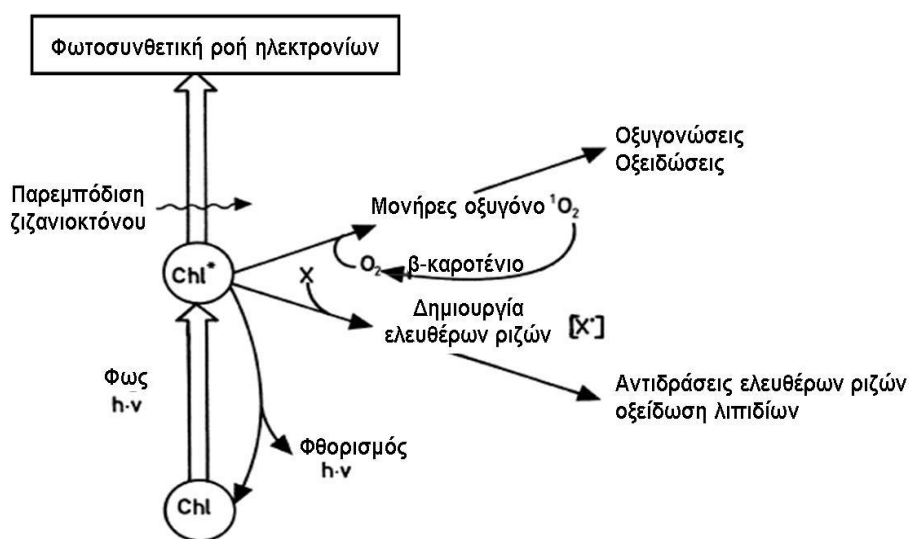 Φωτοσυνθετική ροή ηλεκτρονίων
Οξυγονώσεις
Οξειδώσεις
Παρεμπόδιση
ζιζανιοκτόνου
Μονήρες οξυγόνο ¹O₂
Chl*
O₂ β-καροτένιο
X
Δημιουργία
ελευθέρων ριζών [X•]
Φως
h·ν
Αντιδράσεις ελευθέρων ριζών
οξείδωση λιπιδίων
Φθορισμός
h·ν
Chl